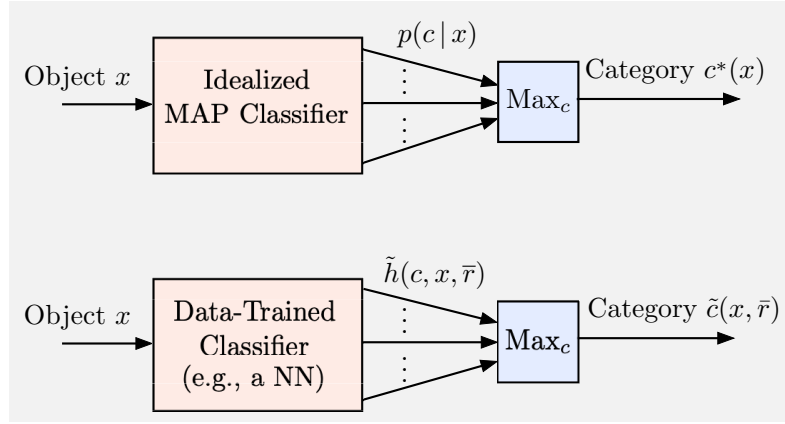 p(c | x)
Object x
Idealized
MAP Classifier
⋮
⋮
Max_c
Category c*(x)
h̃(c, x, r̄)
Object x
Data-Trained
Classifier
(e.g., a NN)
⋮
⋮
Max_c
Category c̃(x, r̄)